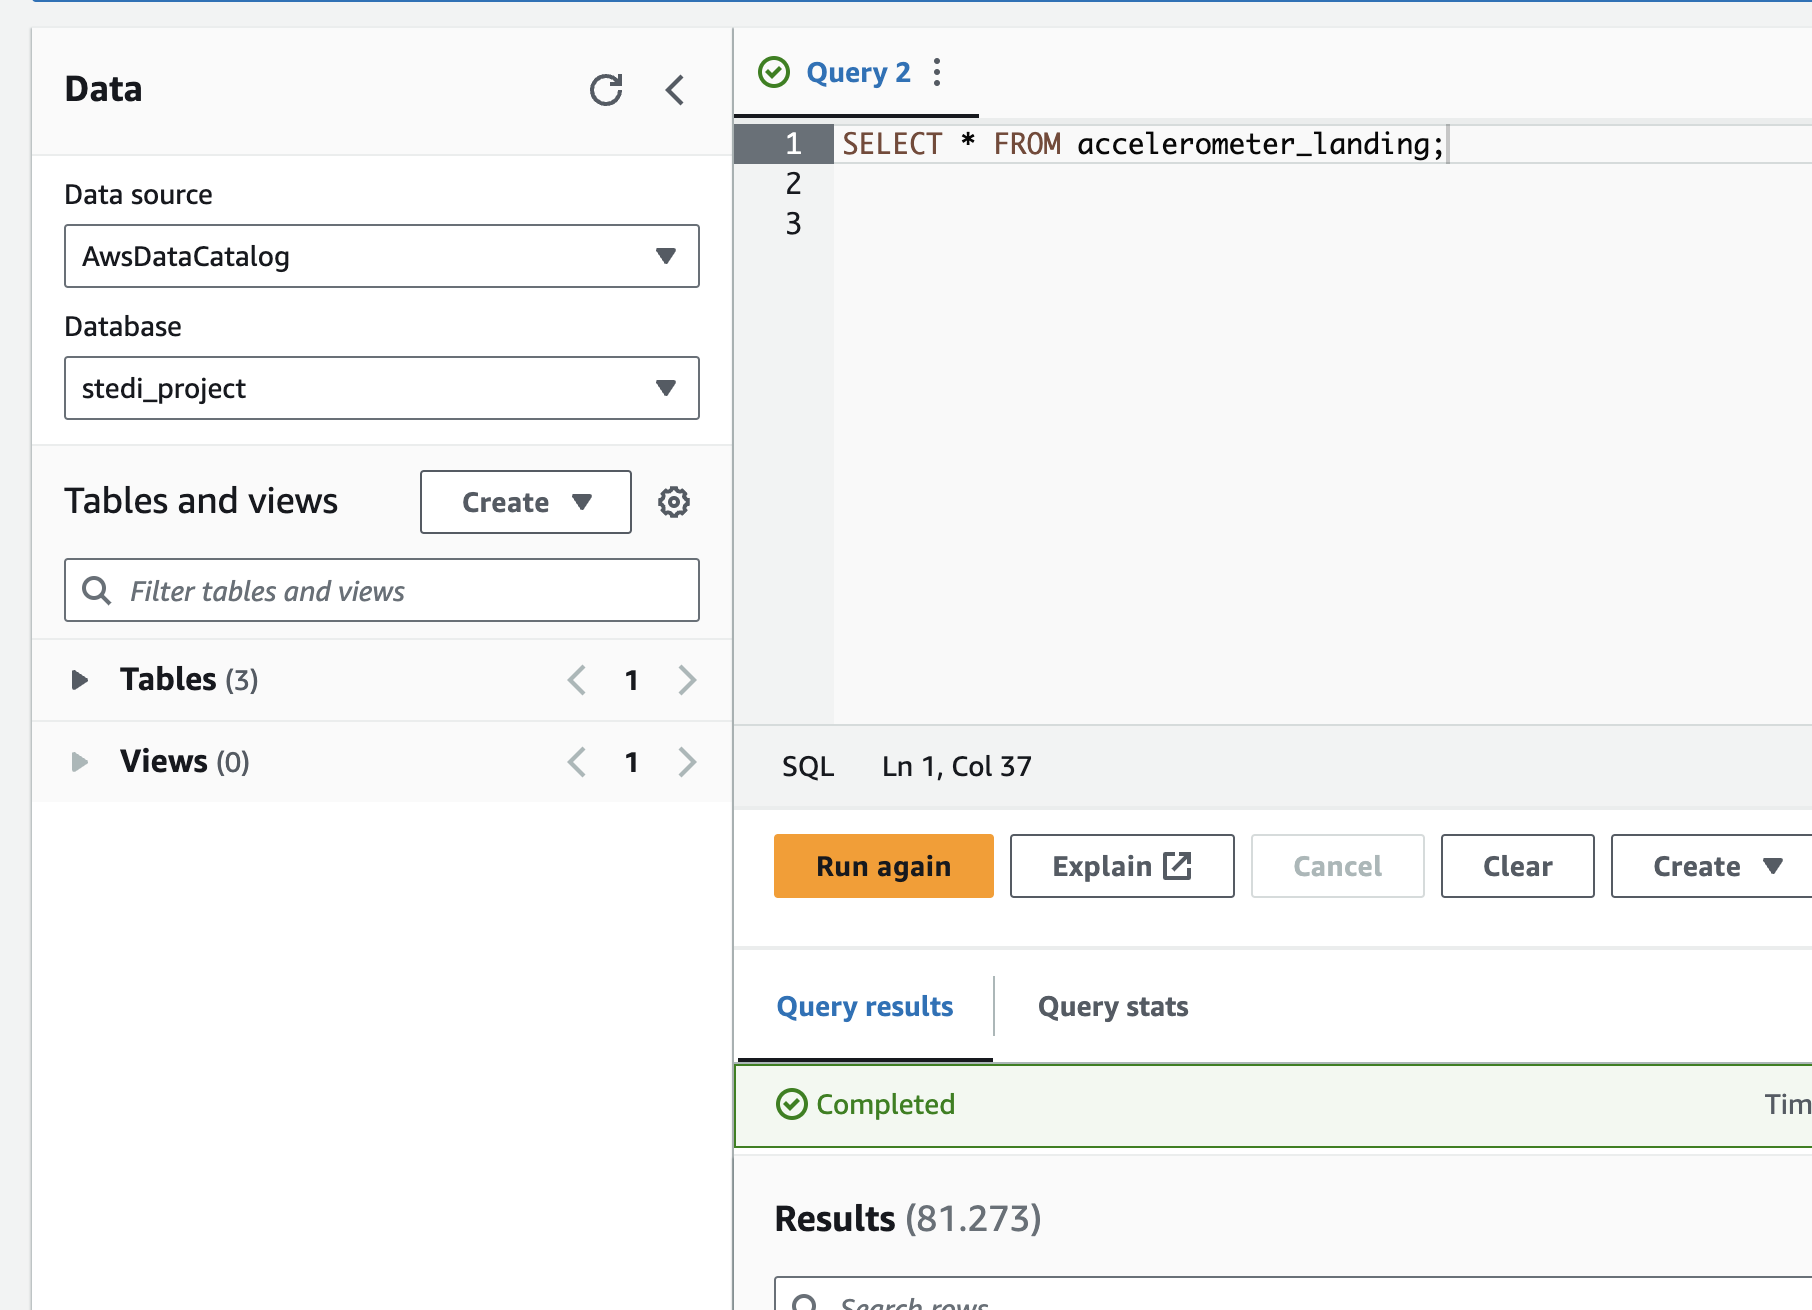 Data
Data source
AwsDataCatalog
Database
stedi_project
Tables and views
Create
Filter tables and views
Tables (3)
1
Views (0)
1
Query 2
1 SELECT * FROM accelerometer_landing;
2
3
SQL Ln 1, Col 37
Run again Explain Cancel Clear Create
Query results Query stats
Completed Tim
Results (81.273)
Search rows